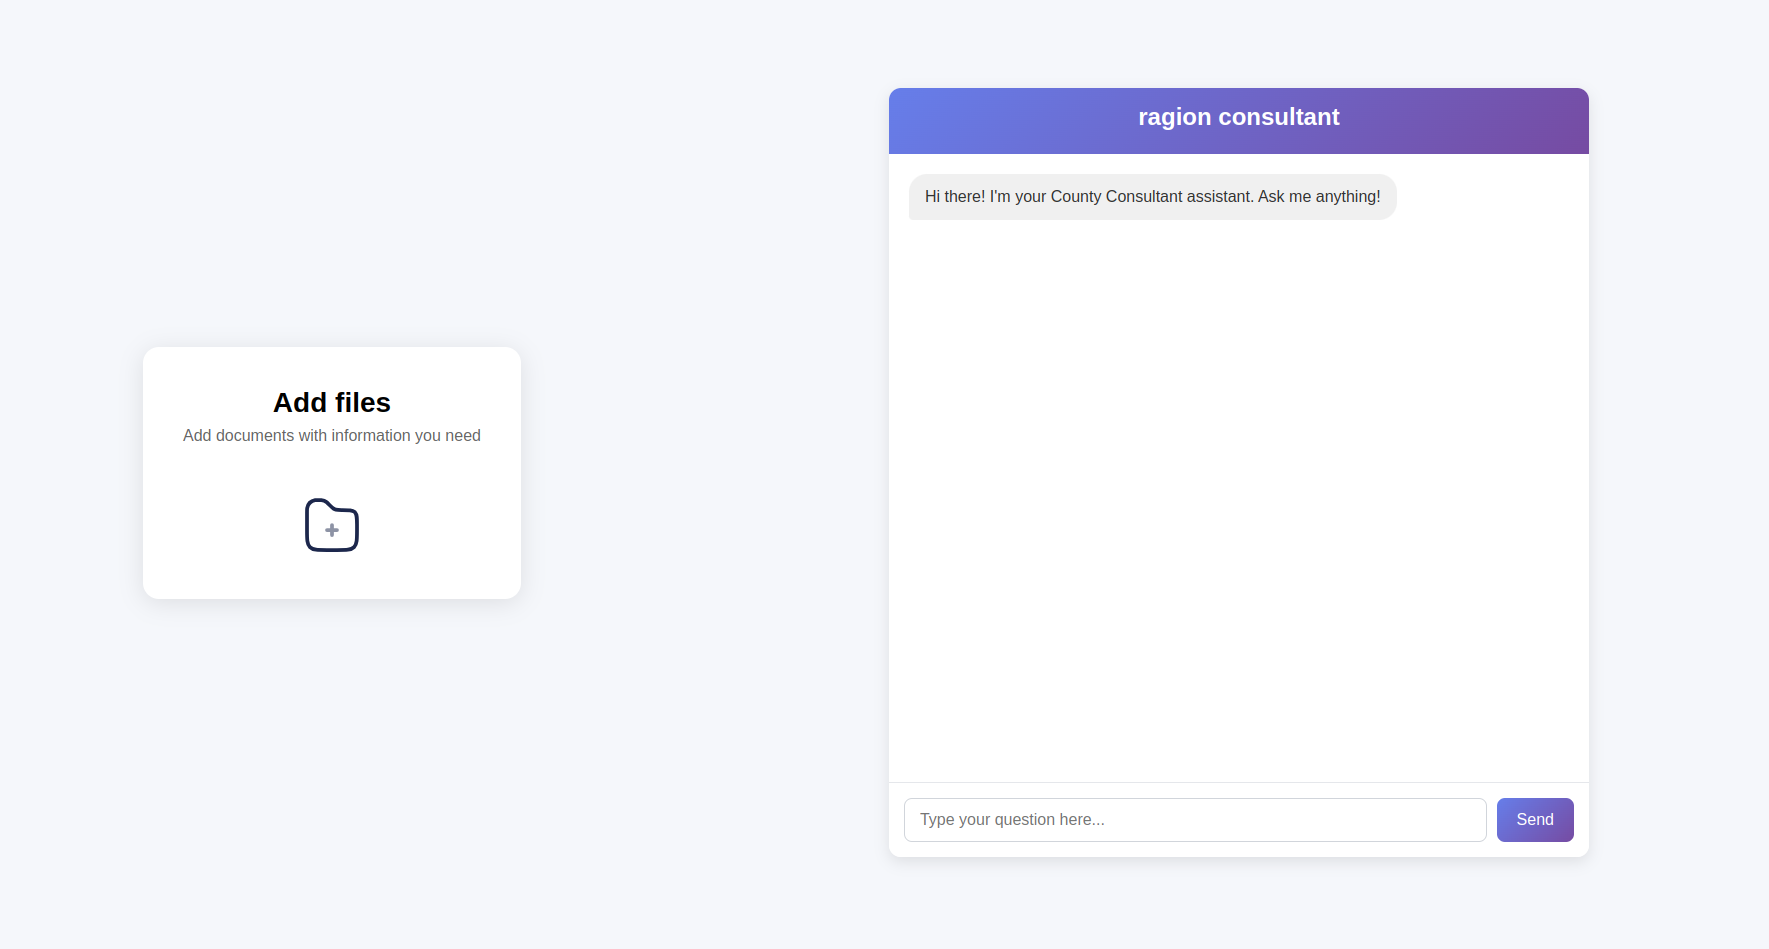 Add files
Add documents with information you need
ragion consultant
Hi there! I'm your County Consultant assistant. Ask me anything!
Type your question here...
Send